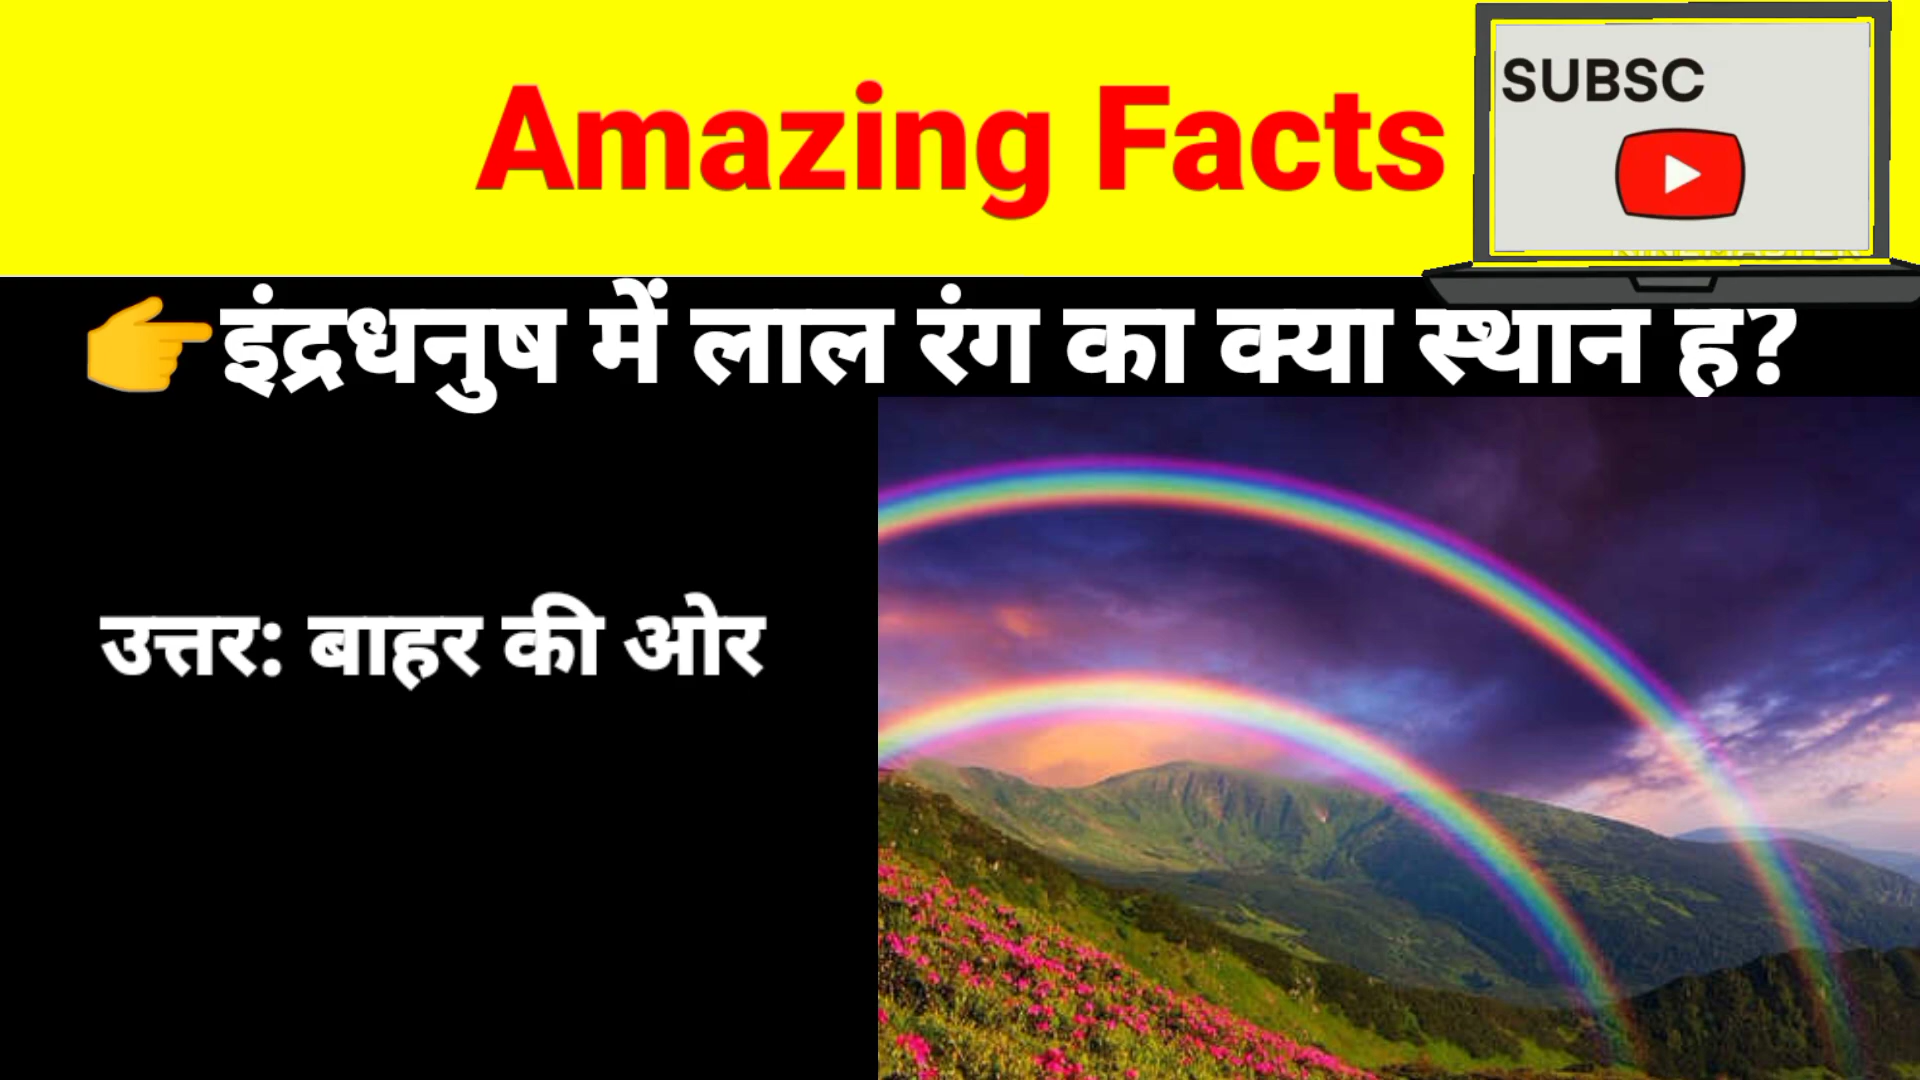 Amazing Facts
SUBSC
👉इंद्रधनुष में लाल रंग का क्या स्थान ह?
उत्तर: बाहर की ओर